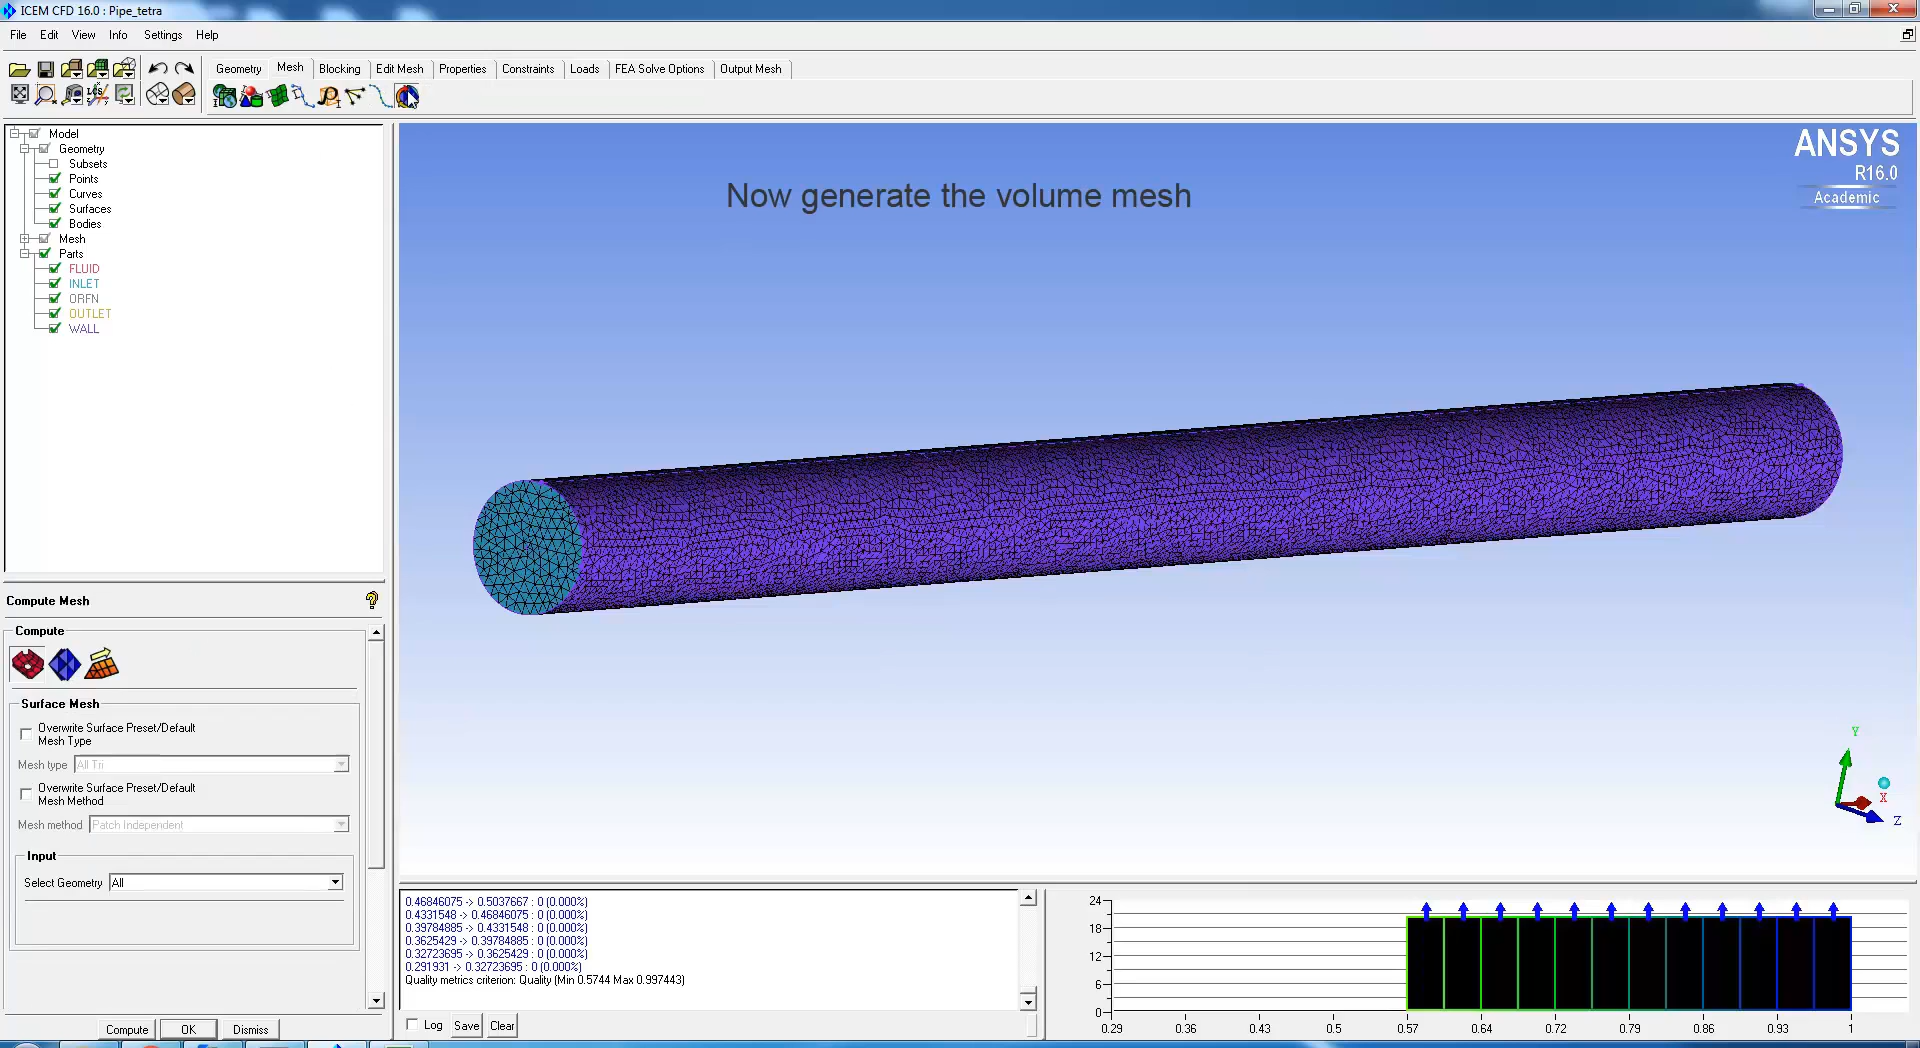 ICEM CFD 16.0 : Pipe_tetra
File Edit View Info Settings Help
Geometry Mesh Blocking Edit Mesh Properties Constraints Loads FEA Solve Options Output Mesh
LCS
Model
Geometry
Subsets
Points
Curves
Surfaces
Bodies
Mesh
Parts
FLUID
INLET
ORFN
OUTLET
WALL
Now generate the volume mesh
ANSYS
R16.0
Academic
Y
X
Z
Compute Mesh
Compute
Surface Mesh
Overwrite Surface Preset/Default
Mesh Type
Mesh type All Tri
Overwrite Surface Preset/Default
Mesh Method
Mesh method Patch Independent
Input
Select Geometry All
Compute OK Dismiss
0.46846075 -> 0.5037667 : 0 (0.000%)
0.4331548 -> 0.46846075 : 0 (0.000%)
0.39784885 -> 0.4331548 : 0 (0.000%)
0.3625429 -> 0.39784885 : 0 (0.000%)
0.32723695 -> 0.3625429 : 0 (0.000%)
0.291931 -> 0.32723695 : 0 (0.000%)
Quality metrics criterion: Quality (Min 0.5744 Max 0.997443)
Log Save Clear
24
18
12
6
0
0.29 0.36 0.43 0.5 0.57 0.64 0.72 0.79 0.86 0.93 1